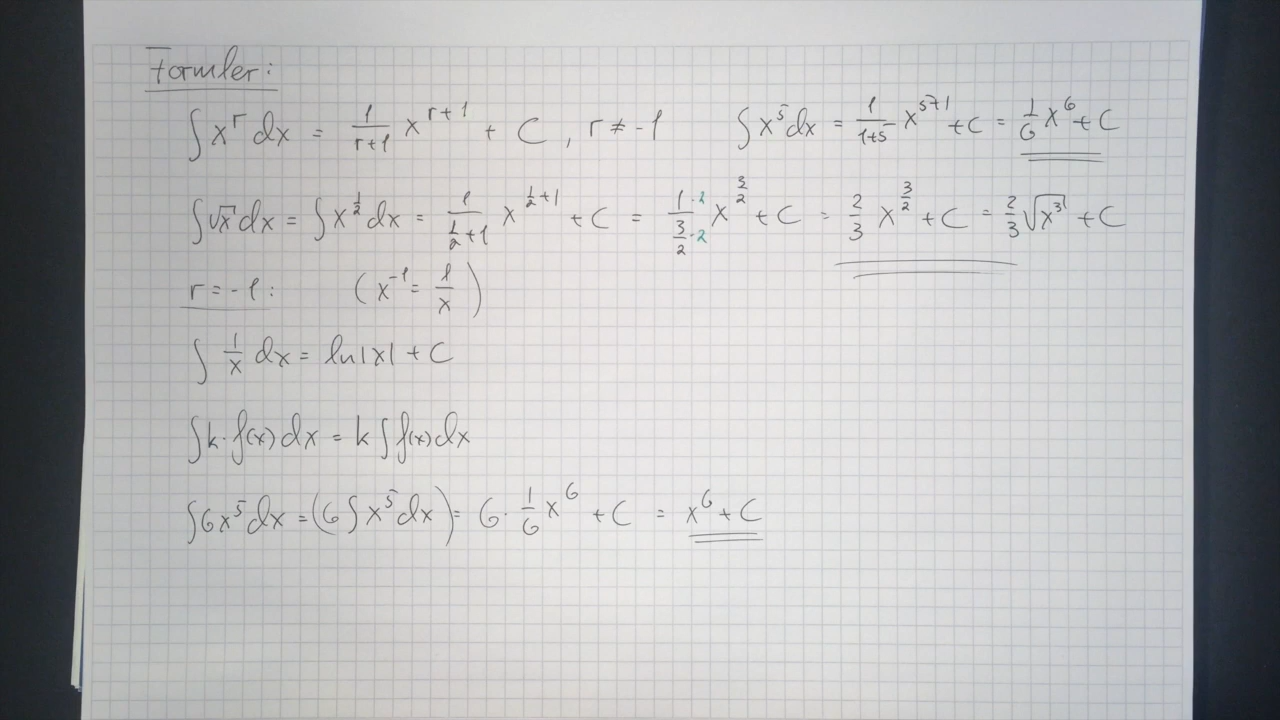 Formler:
∫ x^r dx = 1/(r+1) x^(r+1) + C, r ≠ -1    ∫ x^5 dx = 1/(1+5) x^(5+1) + C = 1/6 x^6 + C
∫ √x dx = ∫ x^(1/2) dx = 1/(1/2+1) x^(1/2+1) + C = (1·2)/(3/2·2) x^(3/2) + C = 2/3 x^(3/2) + C = 2/3 √(x^3) + C
r = -1:    (x^(-1) = 1/x)
∫ 1/x dx = ln|x| + C
∫ k·f(x) dx = k ∫ f(x) dx
∫ 6x^5 dx = (6 ∫ x^5 dx) = 6 · 1/6 x^6 + C = x^6 + C